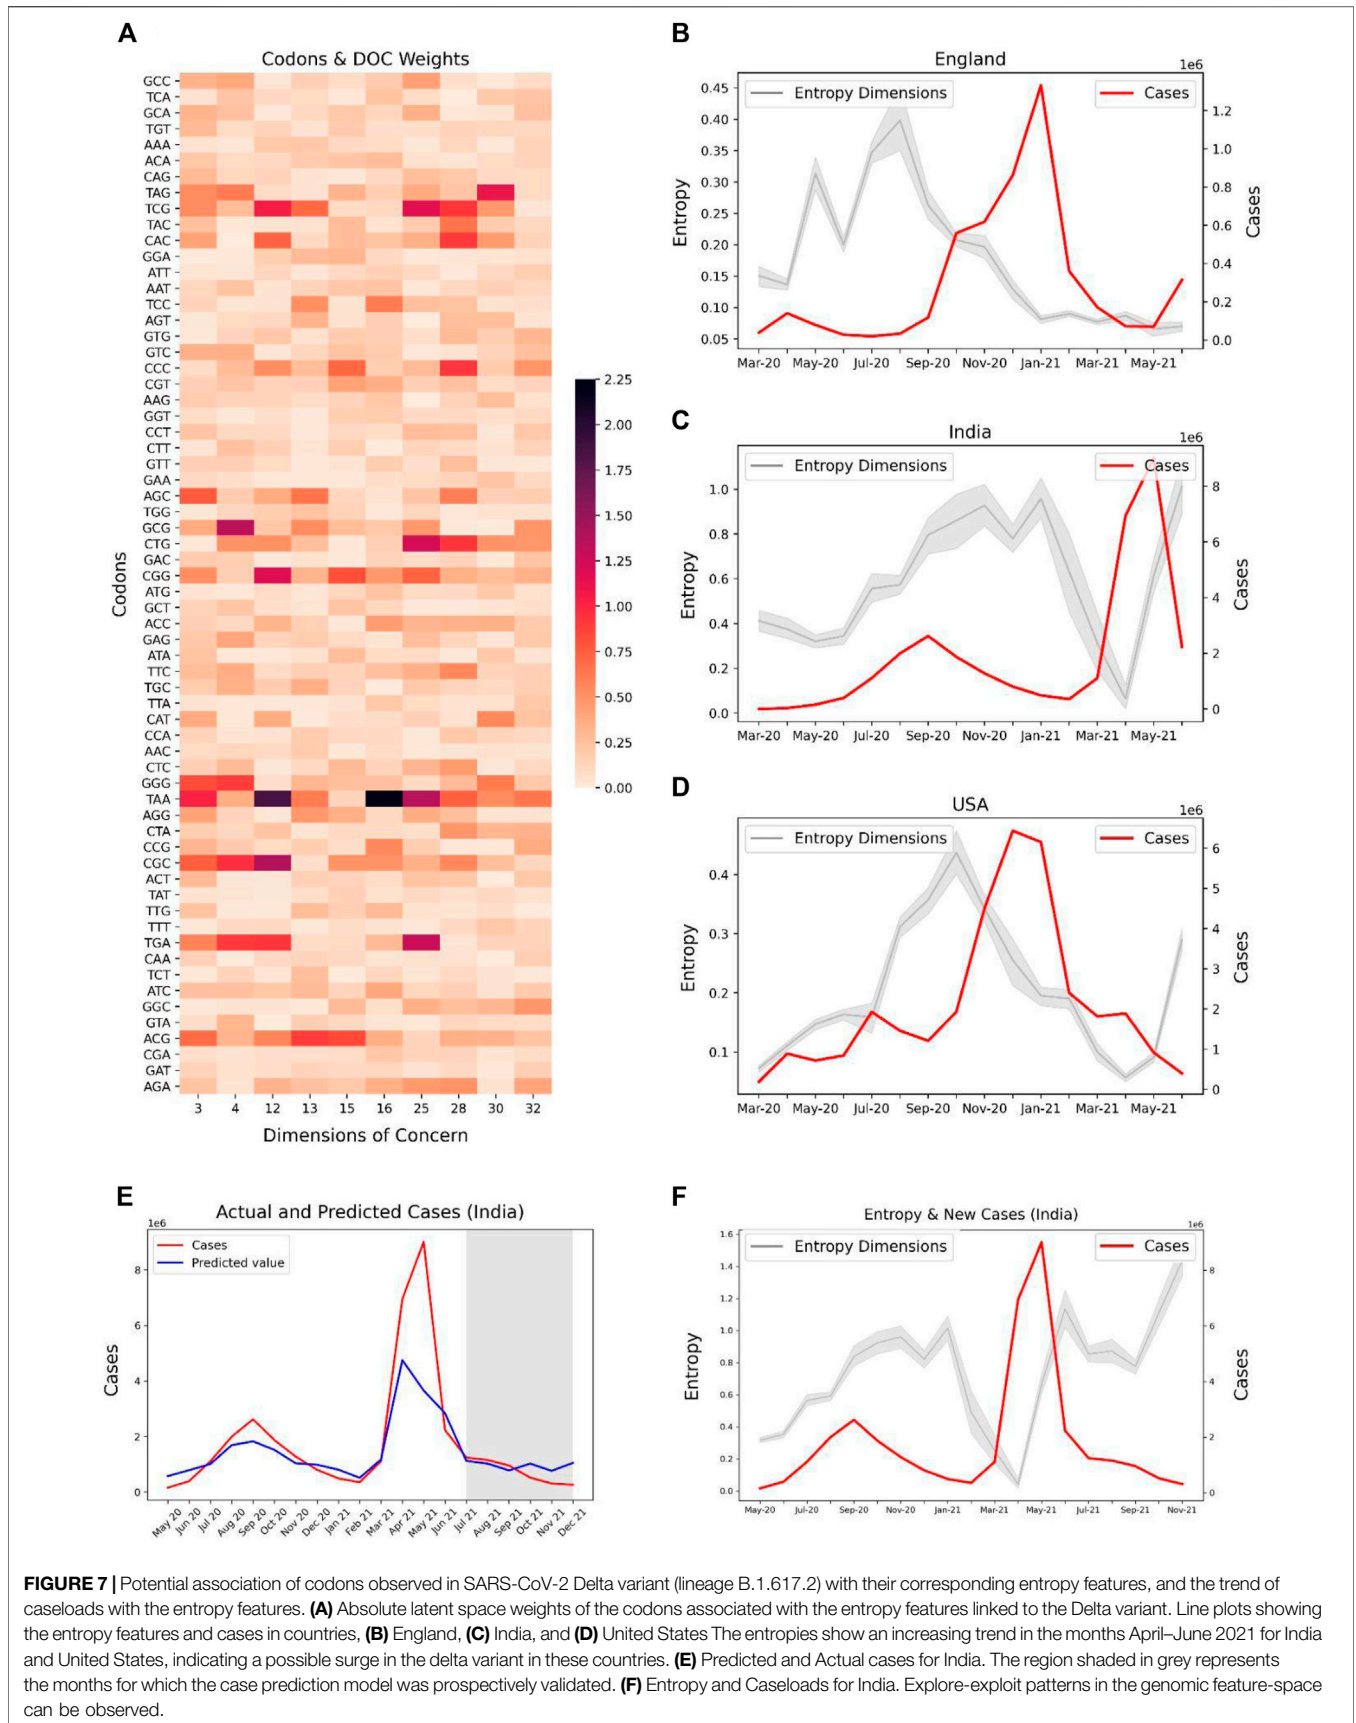 A
Codons & DOC Weights
Codons
GCC
TCA
GCA
TGT
AAA
ACA
CAG
TAG
TCG
TAC
CAC
GGA
ATT
AAT
TCC
AGT
GTG
GTC
CCC
CGT
AAG
GGT
CCT
CTT
GTT
GAA
AGC
TGG
GCG
CTG
GAC
CGG
ATG
GCT
ACC
GAG
ATA
TTC
TGC
TTA
CAT
CCA
AAC
CTC
GGG
TAA
AGG
CTA
CCG
CGC
ACT
TAT
TTG
TTT
TGA
CAA
TCT
ATC
GGC
GTA
ACG
CGA
GAT
AGA
3 4 12 13 15 16 25 28 30 32
Dimensions of Concern
2.25
2.00
1.75
1.50
1.25
1.00
0.75
0.50
0.25
0.00
B
England
1e6
Entropy Dimensions
Cases
Entropy
0.45
0.40
0.35
0.30
0.25
0.20
0.15
0.10
0.05
1.2
1.0
0.8
0.6
0.4
0.2
0.0
Cases
Mar-20 May-20 Jul-20 Sep-20 Nov-20 Jan-21 Mar-21 May-21
C
India
1e6
Entropy Dimensions
Cases
Entropy
1.0
0.8
0.6
0.4
0.2
0.0
8
6
4
2
0
Cases
Mar-20 May-20 Jul-20 Sep-20 Nov-20 Jan-21 Mar-21 May-21
D
USA
1e6
Entropy Dimensions
Cases
Entropy
0.4
0.3
0.2
0.1
6
5
4
3
2
1
0
Cases
Mar-20 May-20 Jul-20 Sep-20 Nov-20 Jan-21 Mar-21 May-21
E
Actual and Predicted Cases (India)
1e6
Cases
Predicted value
Cases
8
6
4
2
0
May 20 Jun 20 Jul 20 Aug 20 Sep 20 Oct 20 Nov 20 Dec 20 Jan 21 Feb 21 Mar 21 Apr 21 May 21 Jun 21 Jul 21 Aug 21 Sep 21 Oct 21 Nov 21 Dec 21
F
Entropy & New Cases (India)
1e6
Entropy Dimensions
Cases
Entropy
1.6
1.4
1.2
1.0
0.8
0.6
0.4
0.2
0.0
8
6
4
2
0
Cases
May-20 Jul-20 Sep-20 Nov-20 Jan-21 Mar-21 May-21 Jul-21 Sep-21 Nov-21
FIGURE 7 | Potential association of codons observed in SARS-CoV-2 Delta variant (lineage B.1.617.2) with their corresponding entropy features, and the trend of
caseloads with the entropy features. (A) Absolute latent space weights of the codons associated with the entropy features linked to the Delta variant. Line plots showing
the entropy features and cases in countries, (B) England, (C) India, and (D) United States The entropies show an increasing trend in the months April–June 2021 for India
and United States, indicating a possible surge in the delta variant in these countries. (E) Predicted and Actual cases for India. The region shaded in grey represents
the months for which the case prediction model was prospectively validated. (F) Entropy and Caseloads for India. Explore-exploit patterns in the genomic feature-space
can be observed.